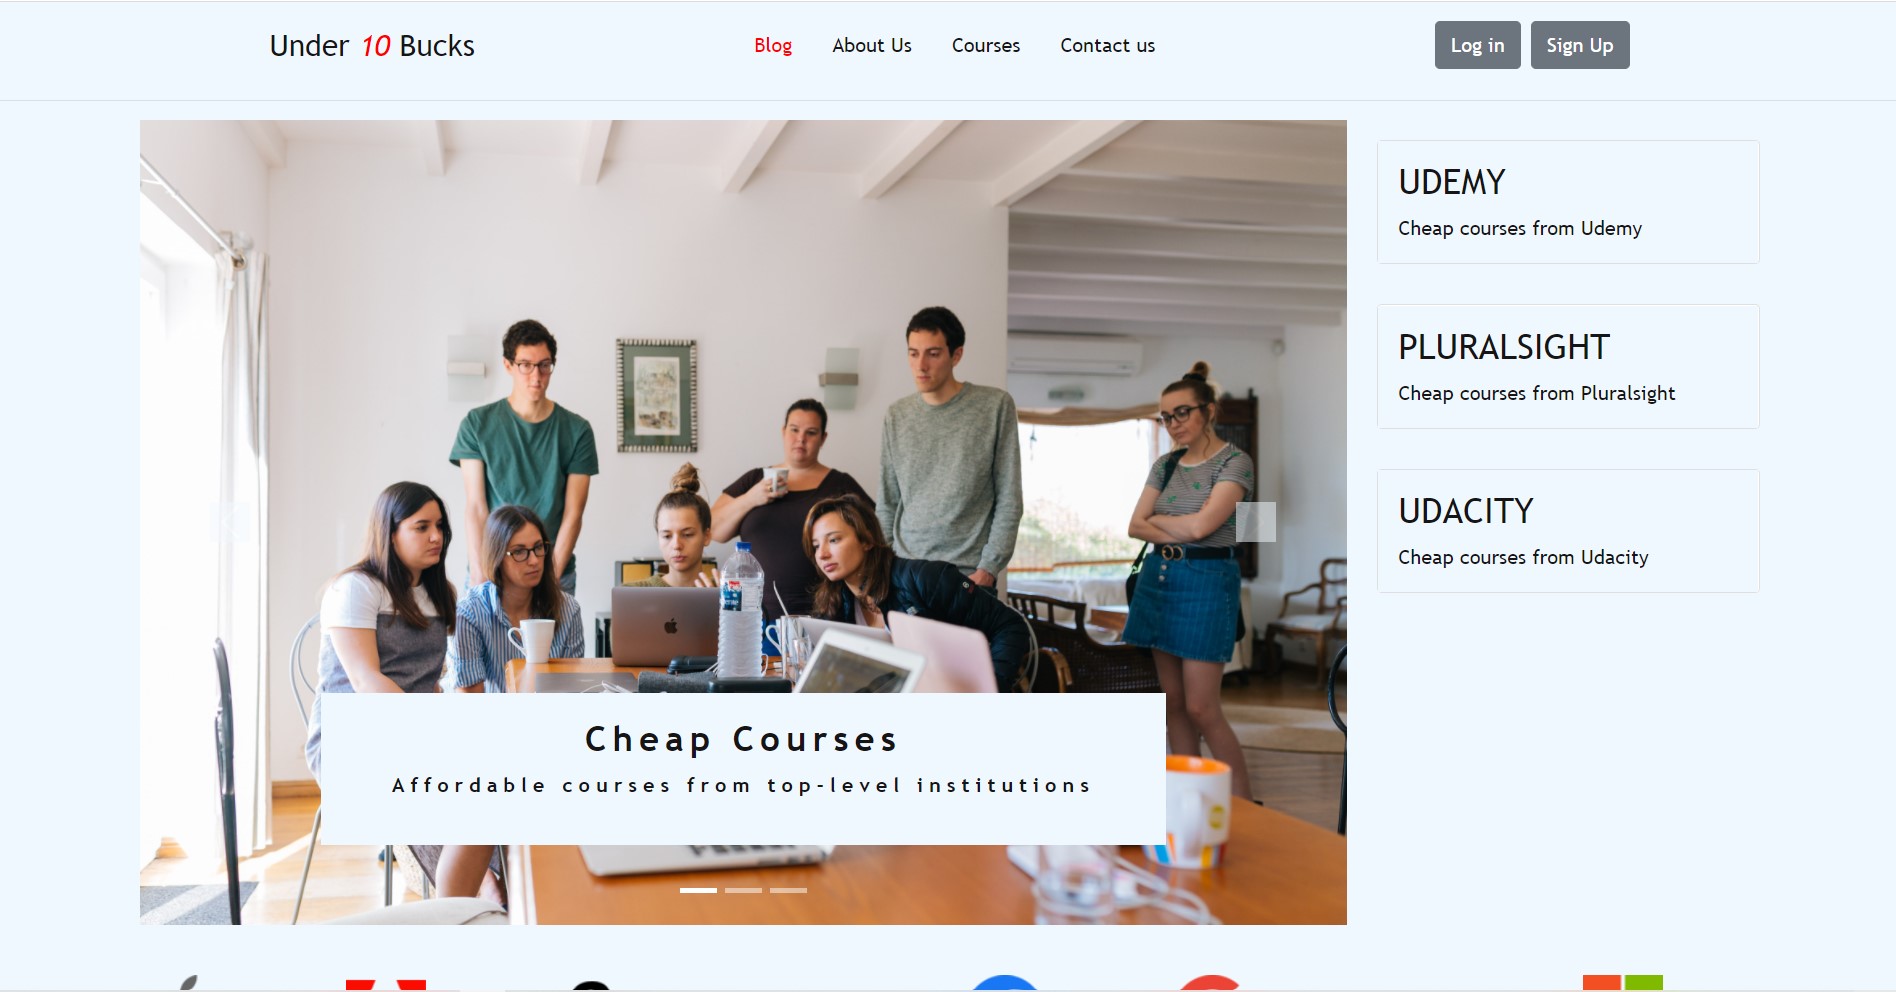 Under 10 Bucks
Blog
About Us
Courses
Contact us
Log in
Sign Up
UDEMY
Cheap courses from Udemy
PLURALSIGHT
Cheap courses from Pluralsight
UDACITY
Cheap courses from Udacity
Cheap Courses
Affordable courses from top-level institutions